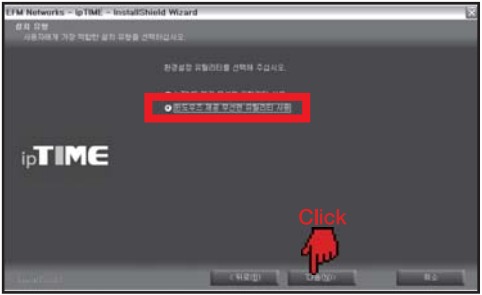 EFM Networks - ipTIME - InstallShield Wizard
설치 유형
사용자에게 가장 적합한 설치 유형을 선택하십시오.
환경설정 유틸리티를 선택해 주십시오.
윈도우즈 제공 무선랜 유틸리티 사용
ipTIME
Click
InstallShield
< 뒤로(B)
다음(N) >
취소